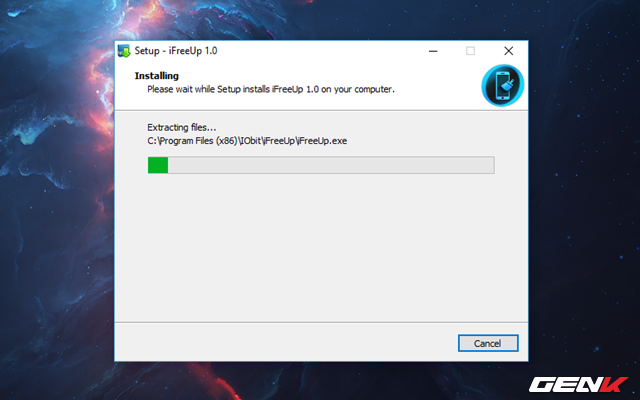 Setup - iFreeUp 1.0
Installing
Please wait while Setup installs iFreeUp 1.0 on your computer.
Extracting files...
C:\Program Files (x86)\IObit\iFreeUp\iFreeUp.exe
Cancel
GENK